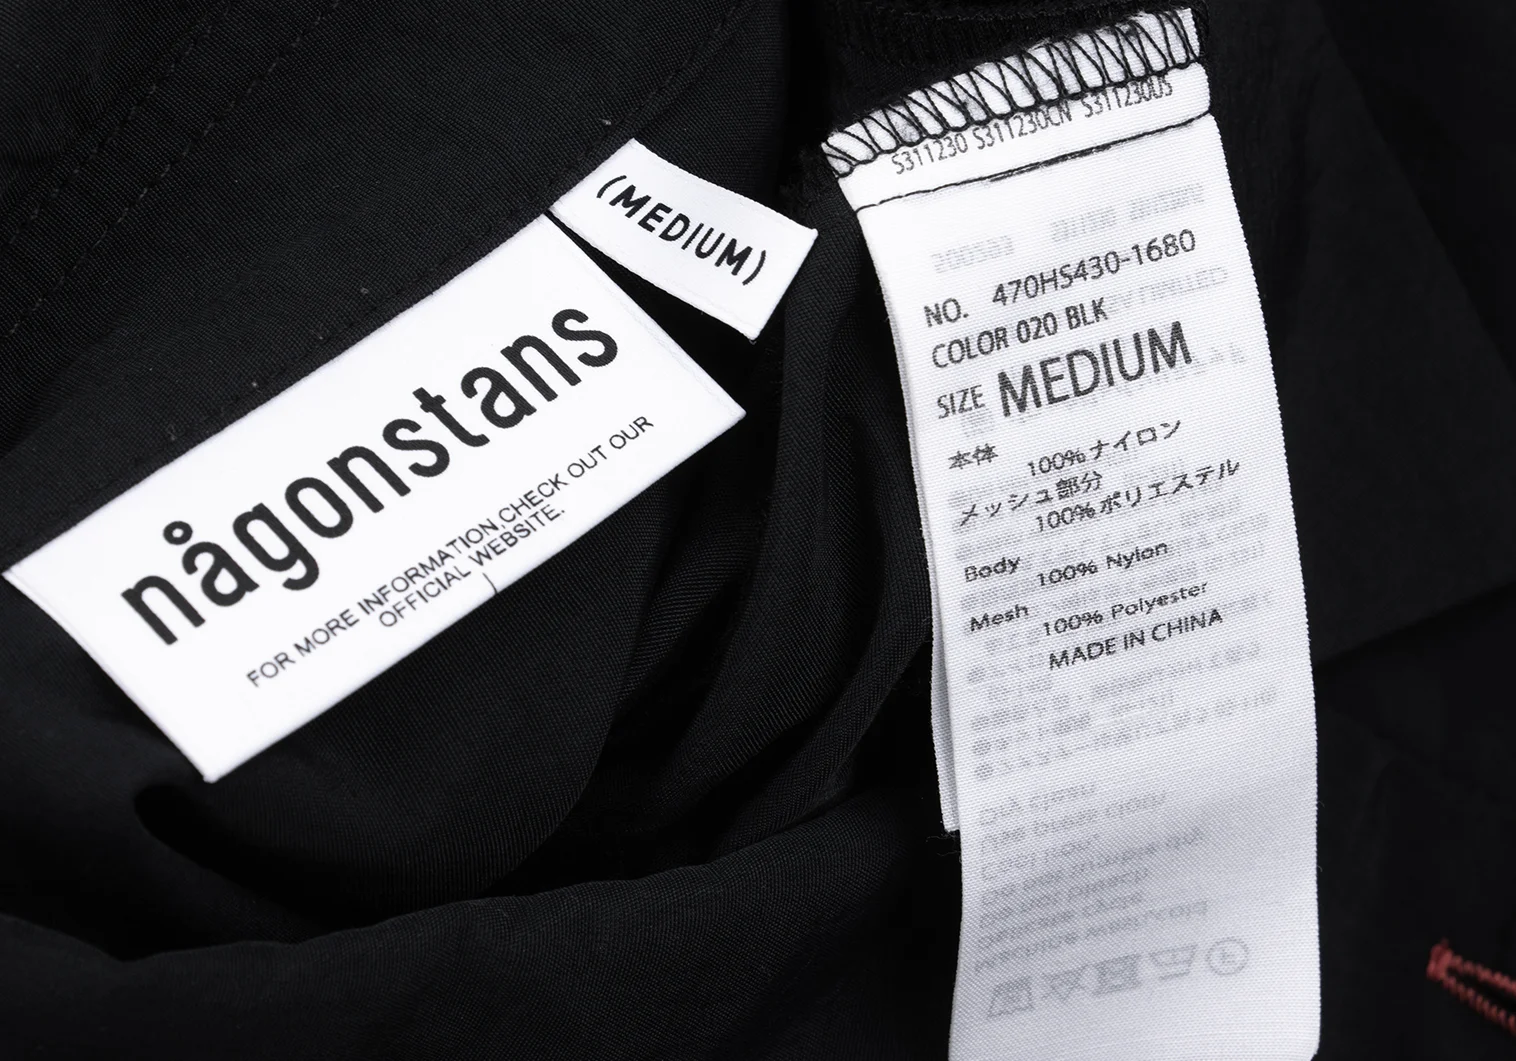 (MEDIUM)
någonstans
FOR MORE INFORMATION,CHECK OUT OUR
OFFICIAL WEBSITE.
S311230 S311230CN S311230US
NO. 470HS430-1680
COLOR 020 BLK
SIZE MEDIUM
本体 100%ナイロン
メッシュ部分
100%ポリエステル
Body 100% Nylon
Mesh 100% Polyester
MADE IN CHINA